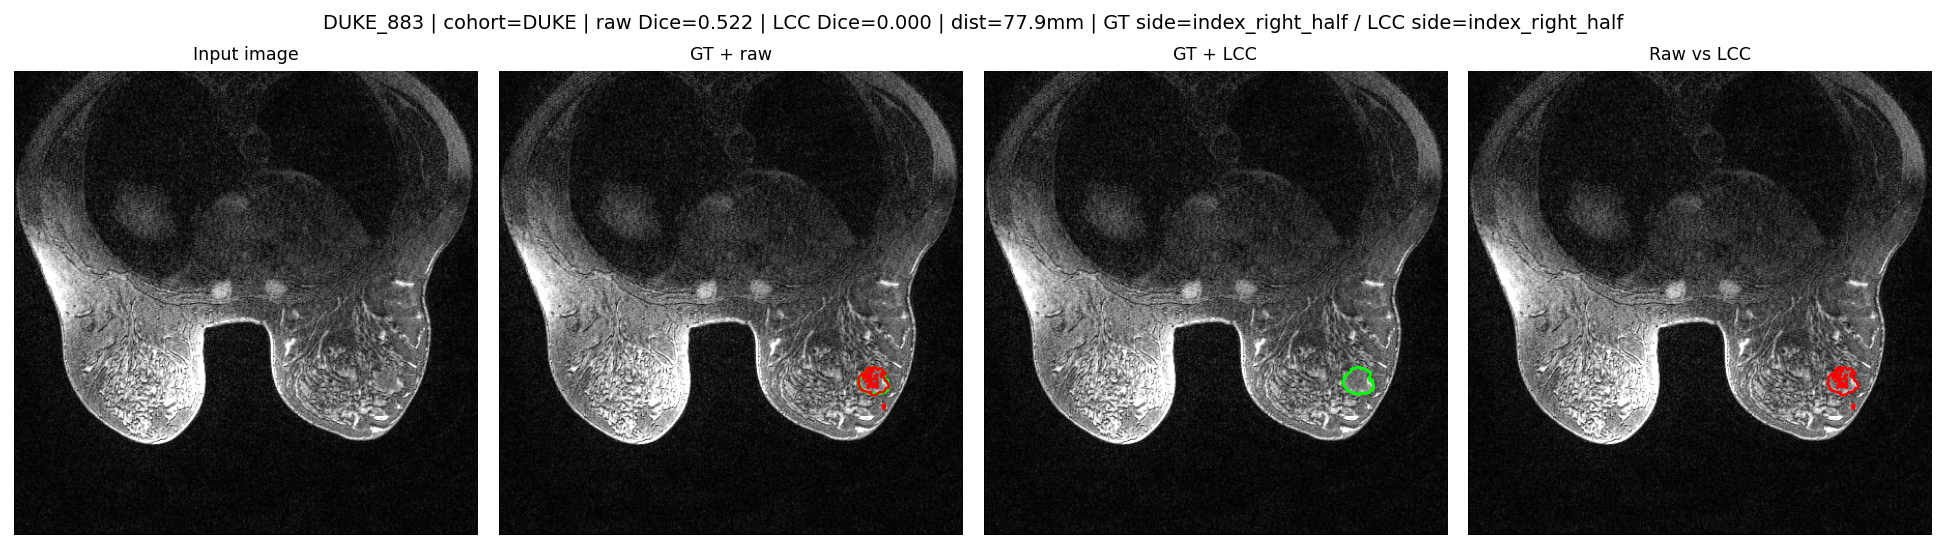 DUKE_883 | cohort=DUKE | raw Dice=0.522 | LCC Dice=0.000 | dist=77.9mm | GT side=index_right_half / LCC side=index_right_half
Input image
GT + raw
GT + LCC
Raw vs LCC